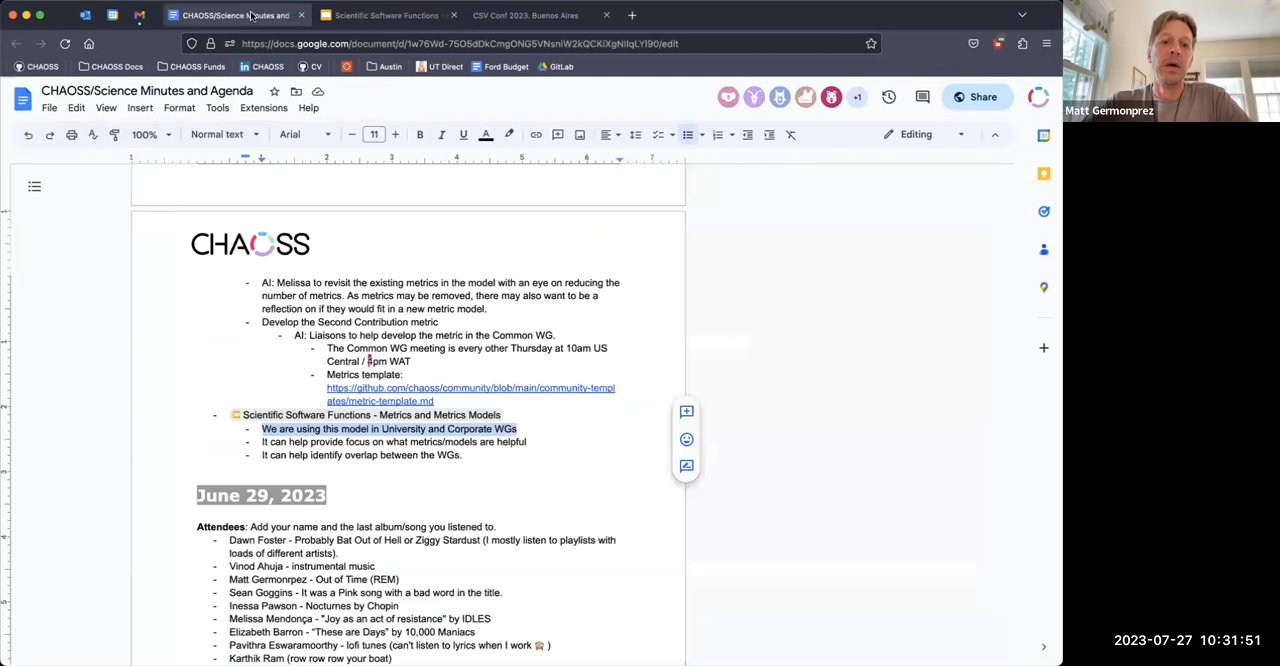 CHAOSS/Science Minutes and
Scientific Software Functions -
CSV Conf 2023. Buenos Aires
CHAOSS
CHAOSS Docs
CHAOSS Funds
CHAOSS
CV
Austin
UT Direct
Ford Budget
GitLab
CHAOSS/Science Minutes and Agenda
File Edit View Insert Format Tools Extensions Help
Share
100% Normal text Arial 11 Editing
1 2 3 4 5 6 7
CHAOSS
- AI: Melissa to revisit the existing metrics in the model with an eye on reducing the
number of metrics. As metrics may be removed, there may also want to be a
reflection on if they would fit in a new metric model.
- Develop the Second Contribution metric
- AI: Liaisons to help develop the metric in the Common WG.
- The Common WG meeting is every other Thursday at 10am US
Central / pm WAT
- Metrics template:
https://github.com/chaoss/community/blob/main/community-templ
ates/metric-template.md
- Scientific Software Functions - Metrics and Metrics Models
- We are using this model in University and Corporate WGs
- It can help provide focus on what metrics/models are helpful
- It can help identify overlap between the WGs.
June 29, 2023
Attendees: Add your name and the last album/song you listened to.
- Dawn Foster - Probably Bat Out of Hell or Ziggy Stardust (I mostly listen to playlists with
loads of different artists).
- Vinod Ahuja - instrumental music
- Matt Germonrpez - Out of Time (REM)
- Sean Goggins - It was a Pink song with a bad word in the title.
- Inessa Pawson - Nocturnes by Chopin
- Melissa Mendonça - "Joy as an act of resistance" by IDLES
- Elizabeth Barron - "These are Days" by 10,000 Maniacs
- Pavithra Eswaramoorthy - lofi tunes (can't listen to lyrics when I work 🙈 )
- Karthik Ram (row row row your boat)
Matt Germonprez
2023-07-27 10:31:51